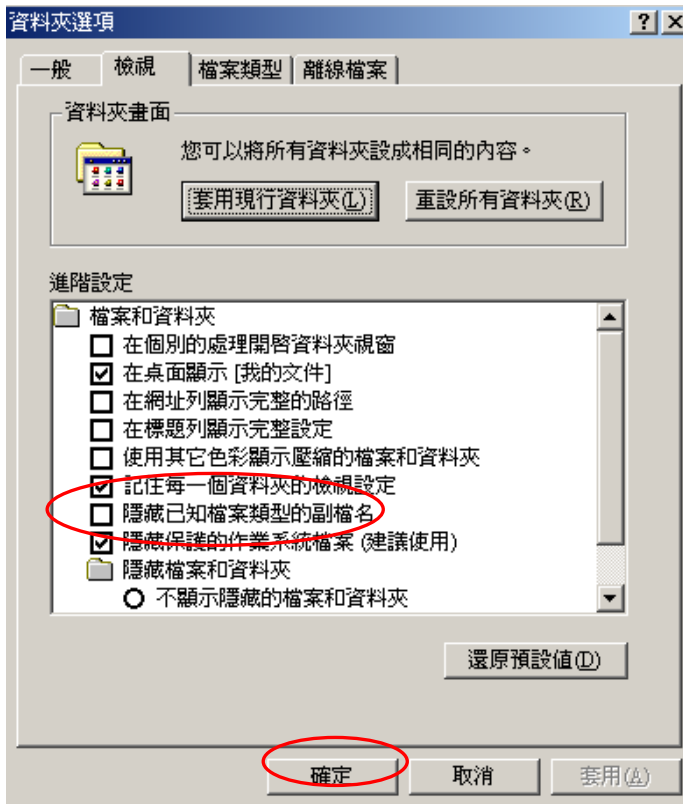 資料夾選項
一般 檢視 檔案類型 離線檔案
資料夾畫面
您可以將所有資料夾設成相同的內容。
套用現行資料夾(L) 重設所有資料夾(R)
進階設定
檔案和資料夾
在個別的處理開啓資料夾視窗
在桌面顯示 [我的文件]
在網址列顯示完整的路徑
在標題列顯示完整設定
使用其它色彩顯示壓縮的檔案和資料夾
記住每一個資料夾的檢視設定
隱藏已知檔案類型的副檔名
隱藏保護的作業系統檔案 (建議使用)
隱藏檔案和資料夾
不顯示隱藏的檔案和資料夾
還原預設值(D)
確定 取消 套用(A)